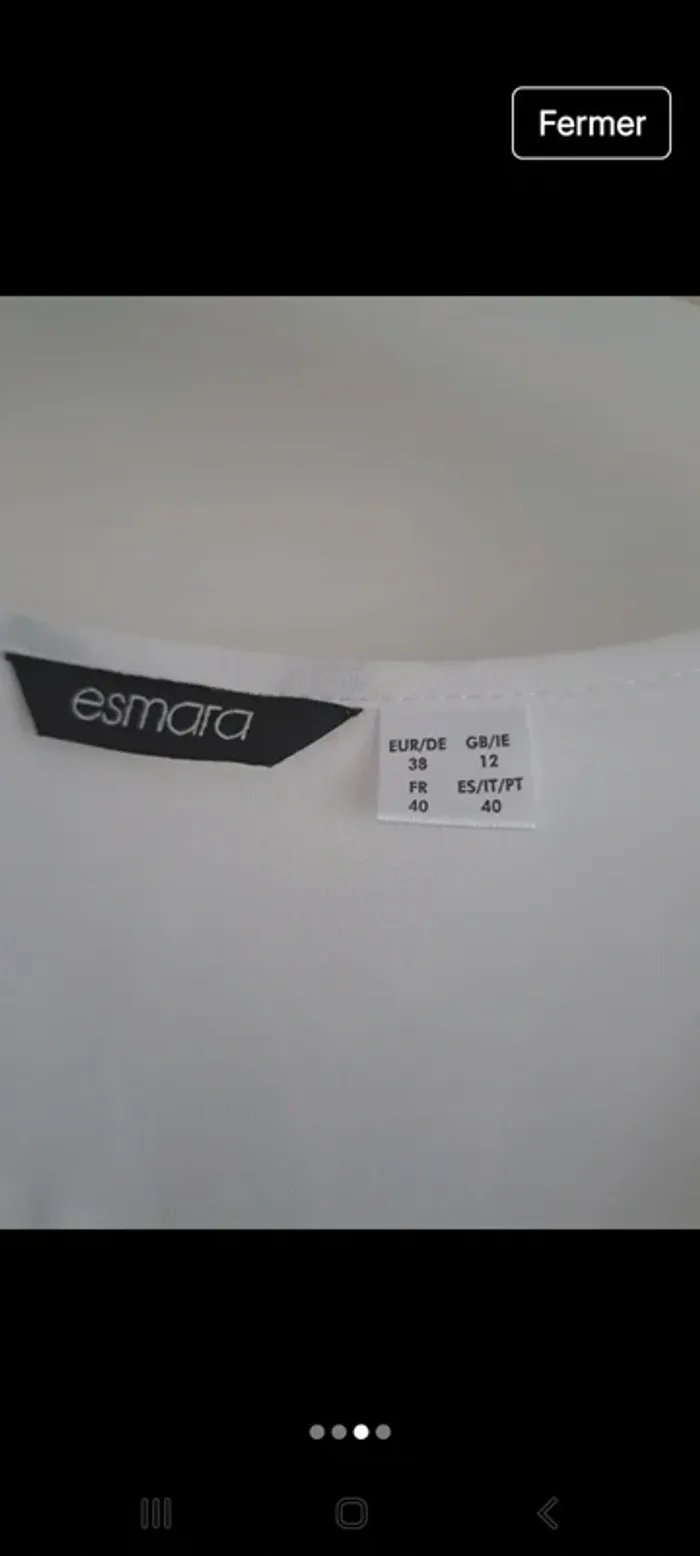 Fermer
esmara
EUR/DE GB/IE
38 12
FR ES/IT/PT
40 40